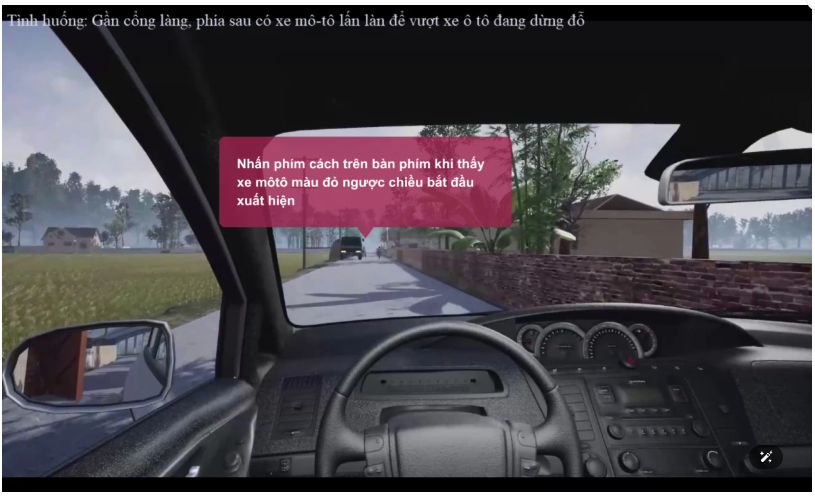 Tình huống: Gần cổng làng, phía sau có xe mô-tô lấn làn để vượt xe ô tô đang dừng đỗ
Nhấn phím cách trên bàn phím khi thấy
xe môtô màu đỏ ngược chiều bắt đầu
xuất hiện